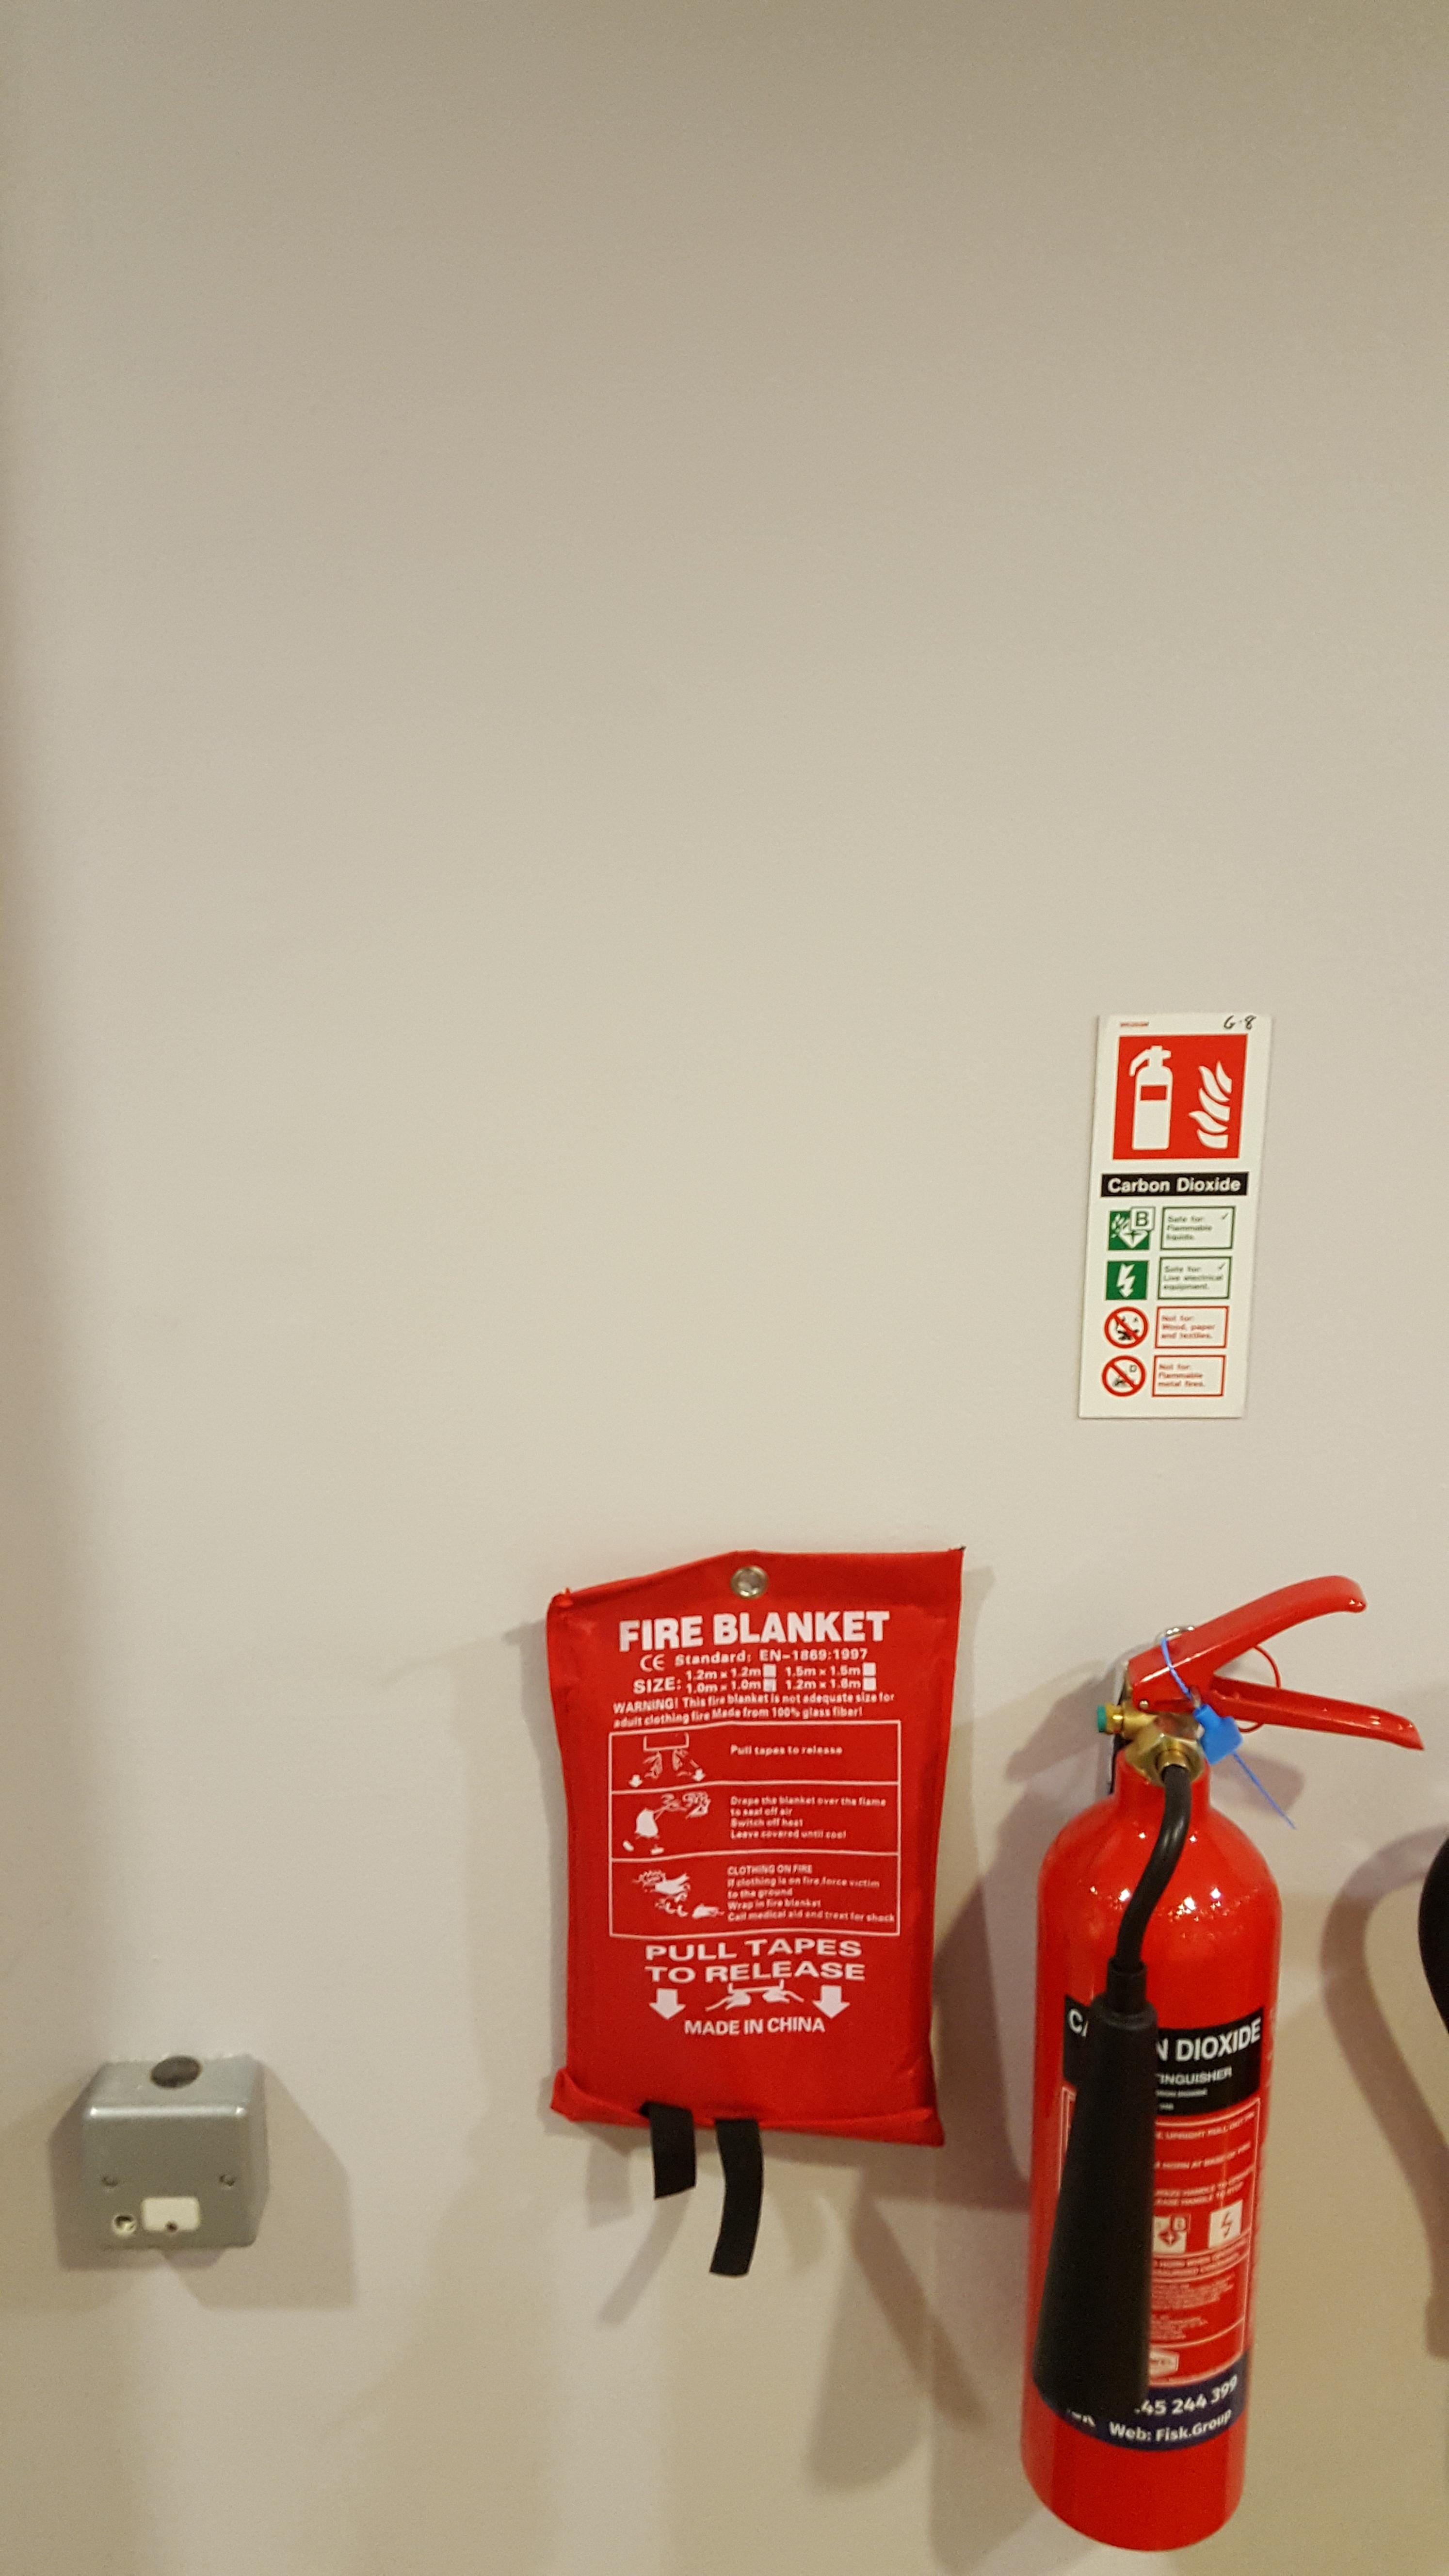 G·8
Carbon Dioxide
B
Safe for:
Flammable
liquids.
Safe for:
Live electrical
equipment.
A
Not for:
Wood, paper
and textiles.
D
Not for:
Flammable
metal fires.
FIRE BLANKET
CE Standard: EN-1869:1997
SIZE: 1.2m × 1.2m 1.5m × 1.5m
1.0m × 1.0m 1.2m × 1.8m
WARNING! This fire blanket is not adequate size for
adult clothing fire Made from 100% glass fiber!
Pull tapes to release
Drape the blanket over the flame
to seal off air
Switch off heat
Leave covered until cool
CLOTHING ON FIRE
If clothing is on fire,force victim
to the ground
Wrap in fire blanket
Call medical aid and treat for shock
PULL TAPES
TO RELEASE
MADE IN CHINA
CA N DIOXIDE
TINGUISHER
HORN AT BASE OF FIRE
B
45 244 399
Web: Fisk.Group